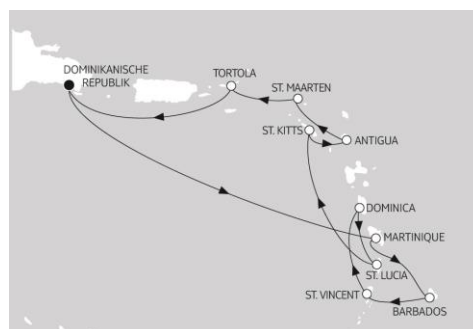 DOMINIKANISCHE
REPUBLIK
TORTOLA
ST. MAARTEN
ST. KITTS
ANTIGUA
DOMINICA
MARTINIQUE
ST. LUCIA
ST. VINCENT
BARBADOS